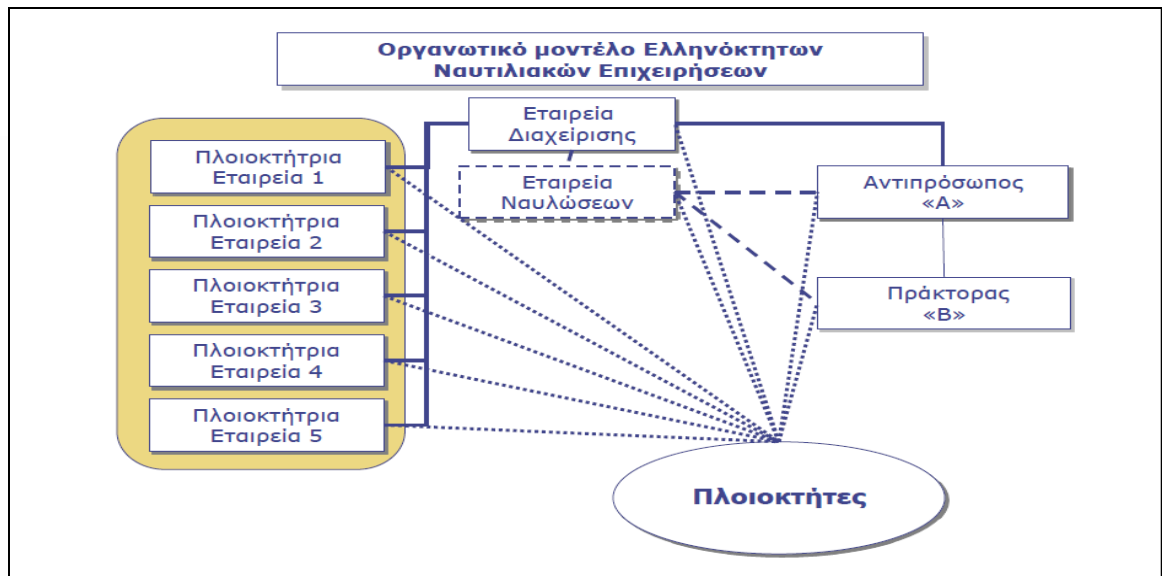 Οργανωτικό μοντέλο Ελληνόκτητων
Ναυτιλιακών Επιχειρήσεων
Εταιρεία
Διαχείρισης
Εταιρεία
Ναυλώσεων
Πλοιοκτήτρια
Εταιρεία 1
Πλοιοκτήτρια
Εταιρεία 2
Πλοιοκτήτρια
Εταιρεία 3
Πλοιοκτήτρια
Εταιρεία 4
Πλοιοκτήτρια
Εταιρεία 5
Αντιπρόσωπος
«Α»
Πράκτορας
«Β»
Πλοιοκτήτες